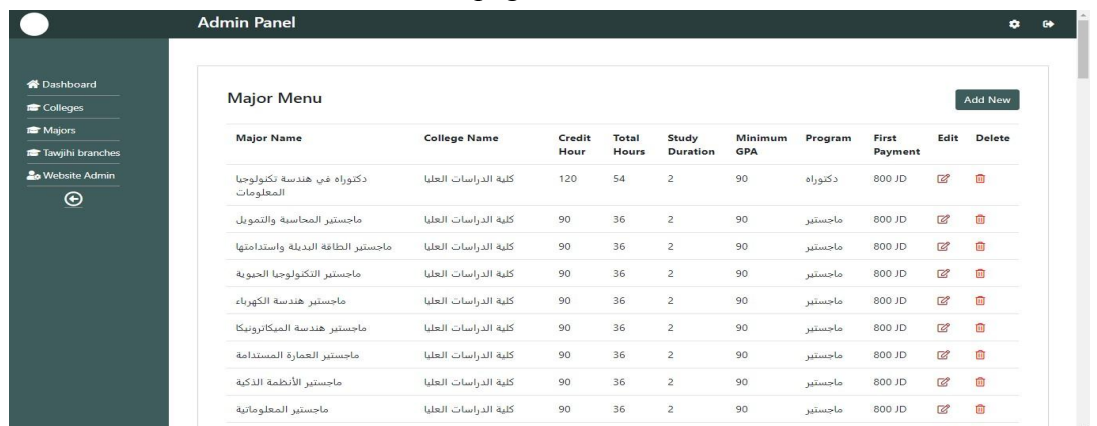 Admin Panel
Dashboard
Colleges
Majors
Tawjihi branches
Website Admin
Major Menu
Add New
Major Name College Name Credit Hour Total Hours Study Duration Minimum GPA Program First Payment Edit Delete
دكتوراه في هندسة تكنولوجيا المعلومات كلية الدراسات العليا 120 54 2 90 دكتوراه 800 JD
ماجستير المحاسبة والتمويل كلية الدراسات العليا 90 36 2 90 ماجستير 800 JD
ماجستير الطاقة البديلة واستدامتها كلية الدراسات العليا 90 36 2 90 ماجستير 800 JD
ماجستير التكنولوجيا الحيوية كلية الدراسات العليا 90 36 2 90 ماجستير 800 JD
ماجستير هندسة الكهرباء كلية الدراسات العليا 90 36 2 90 ماجستير 800 JD
ماجستير هندسة الميكاترونيكا كلية الدراسات العليا 90 36 2 90 ماجستير 800 JD
ماجستير العمارة المستدامة كلية الدراسات العليا 90 36 2 90 ماجستير 800 JD
ماجستير الأنظمة الذكية كلية الدراسات العليا 90 36 2 90 ماجستير 800 JD
ماجستير المعلوماتية كلية الدراسات العليا 90 36 2 90 ماجستير 800 JD